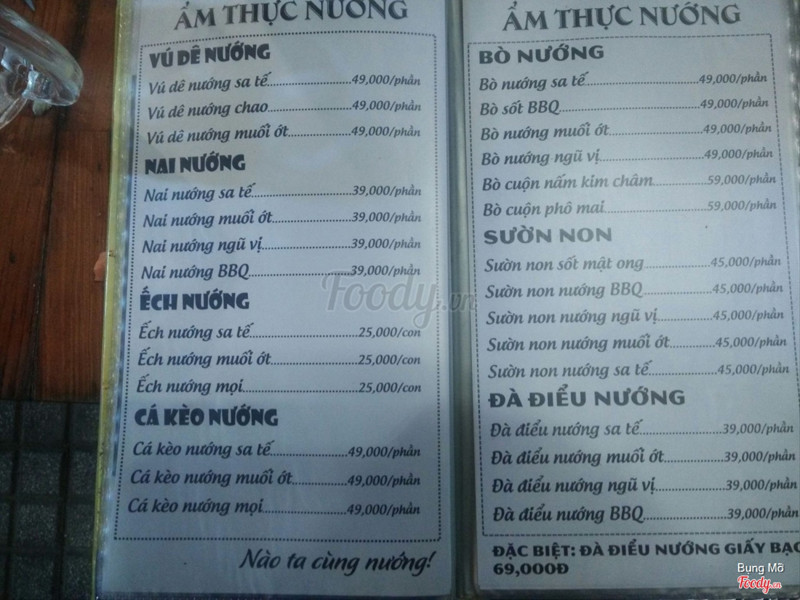 ẨM THỰC NƯỚNG
VÚ DÊ NƯỚNG
Vú dê nướng sa tế 49,000/phần
Vú dê nướng chao 49,000/phần
Vú dê nướng muối ớt 49,000/phần
NAI NƯỚNG
Nai nướng sa tế 39,000/phần
Nai nướng muối ớt 39,000/phần
Nai nướng ngũ vị 39,000/phần
Nai nướng BBQ 39,000/phần
ẾCH NƯỚNG
Ếch nướng sa tế 25,000/con
Ếch nướng muối ớt 25,000/con
Ếch nướng mọi 25,000/con
CÁ KÈO NƯỚNG
Cá kèo nướng sa tế 49,000/phần
Cá kèo nướng muối ớt 49,000/phần
Cá kèo nướng mọi 49,000/phần
Nào ta cùng nướng!
ẨM THỰC NƯỚNG
BÒ NƯỚNG
Bò nướng sa tế 49,000/phần
Bò sốt BBQ 49,000/phần
Bò nướng muối ớt 49,000/phần
Bò nướng ngũ vị 49,000/phần
Bò cuộn nấm kim châm 59,000/phần
Bò cuộn phô mai 59,000/phần
SƯỜN NON
Sườn non sốt mật ong 45,000/phần
Sườn non nướng BBQ 45,000/phần
Sườn non nướng ngũ vị 45,000/phần
Sườn non nướng muối ớt 45,000/phần
Sườn non nướng sa tế 45,000/phần
ĐÀ ĐIỂU NƯỚNG
Đà điểu nướng sa tế 39,000/phần
Đà điểu nướng muối ớt 39,000/phần
Đà điểu nướng ngũ vị 39,000/phần
Đà điểu nướng BBQ 39,000/phần
ĐẶC BIỆT: ĐÀ ĐIỂU NƯỚNG GIẤY BẠC
69,000Đ
Foody.vn
Bung Mõ
Foody.vn